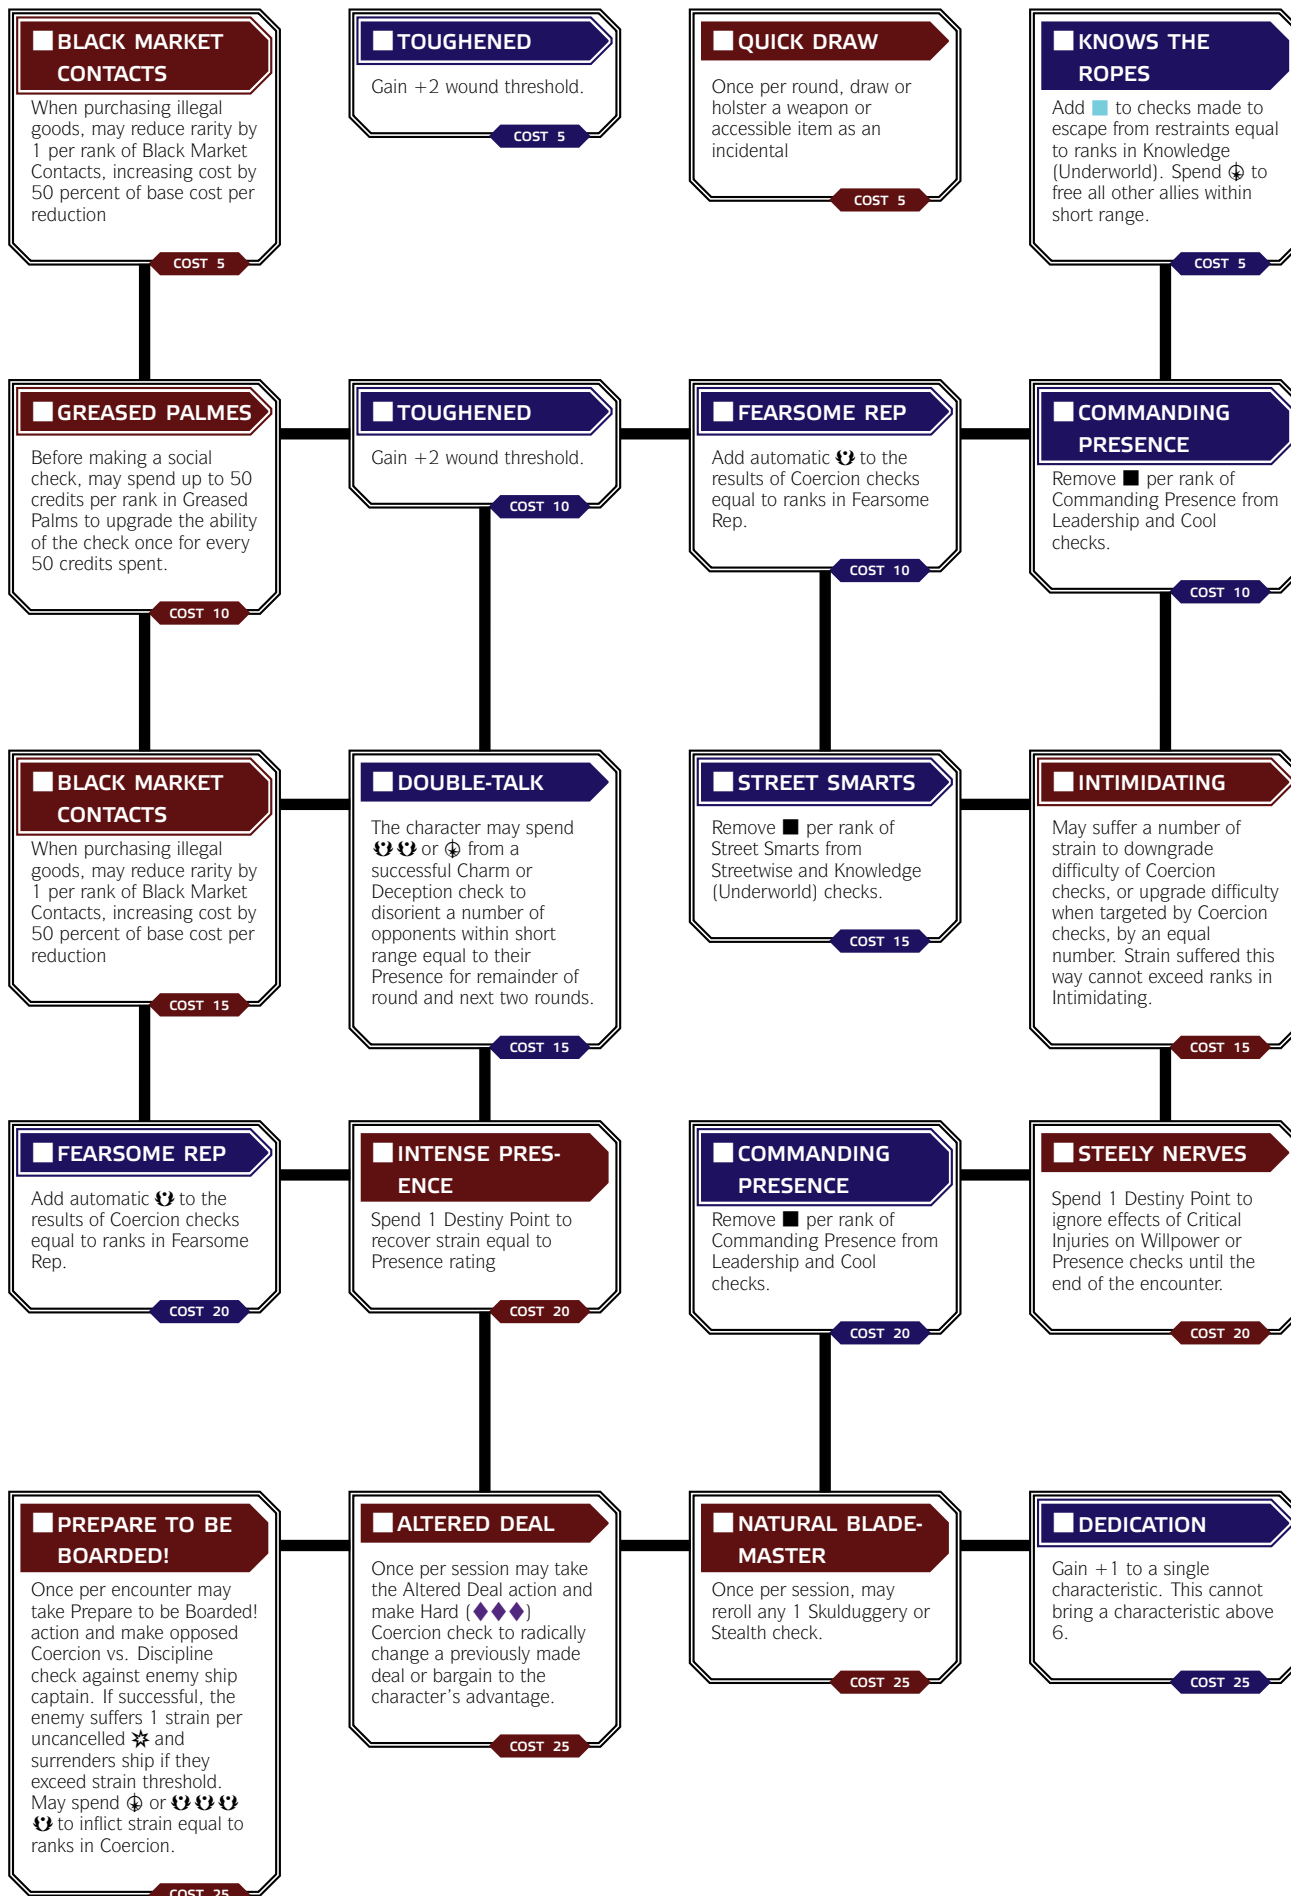 BLACK MARKET
CONTACTS
When purchasing illegal
goods, may reduce rarity by
1 per rank of Black Market
Contacts, increasing cost by
50 percent of base cost per
reduction
COST 5
TOUGHENED
Gain +2 wound threshold.
COST 5
QUICK DRAW
Once per round, draw or
holster a weapon or
accessible item as an
incidental
COST 5
KNOWS THE
ROPES
Add to checks made to
escape from restraints equal
to ranks in Knowledge
(Underworld). Spend to
free all other allies within
short range.
COST 5
GREASED PALMES
Before making a social
check, may spend up to 50
credits per rank in Greased
Palms to upgrade the ability
of the check once for every
50 credits spent.
COST 10
TOUGHENED
Gain +2 wound threshold.
COST 10
FEARSOME REP
Add automatic to the
results of Coercion checks
equal to ranks in Fearsome
Rep.
COST 10
COMMANDING
PRESENCE
Remove per rank of
Commanding Presence from
Leadership and Cool
checks.
COST 10
BLACK MARKET
CONTACTS
When purchasing illegal
goods, may reduce rarity by
1 per rank of Black Market
Contacts, increasing cost by
50 percent of base cost per
reduction
COST 15
DOUBLE-TALK
The character may spend
or from a
successful Charm or
Deception check to
disorient a number of
opponents within short
range equal to their
Presence for remainder of
round and next two rounds.
COST 15
STREET SMARTS
Remove per rank of
Street Smarts from
Streetwise and Knowledge
(Underworld) checks.
COST 15
INTIMIDATING
May suffer a number of
strain to downgrade
difficulty of Coercion
checks, or upgrade difficulty
when targeted by Coercion
checks, by an equal
number. Strain suffered this
way cannot exceed ranks in
Intimidating.
COST 15
FEARSOME REP
Add automatic to the
results of Coercion checks
equal to ranks in Fearsome
Rep.
COST 20
INTENSE PRES-
ENCE
Spend 1 Destiny Point to
recover strain equal to
Presence rating
COST 20
COMMANDING
PRESENCE
Remove per rank of
Commanding Presence from
Leadership and Cool
checks.
COST 20
STEELY NERVES
Spend 1 Destiny Point to
ignore effects of Critical
Injuries on Willpower or
Presence checks until the
end of the encounter.
COST 20
PREPARE TO BE
BOARDED!
Once per encounter may
take Prepare to be Boarded!
action and make opposed
Coercion vs. Discipline
check against enemy ship
captain. If successful, the
enemy suffers 1 strain per
uncancelled and
surrenders ship if they
exceed strain threshold.
May spend or
to inflict strain equal to
ranks in Coercion.
COST 25
ALTERED DEAL
Once per session may take
the Altered Deal action and
make Hard (♦♦♦)
Coercion check to radically
change a previously made
deal or bargain to the
character's advantage.
COST 25
NATURAL BLADE-
MASTER
Once per session, may
reroll any 1 Skulduggery or
Stealth check.
COST 25
DEDICATION
Gain +1 to a single
characteristic. This cannot
bring a characteristic above
6.
COST 25